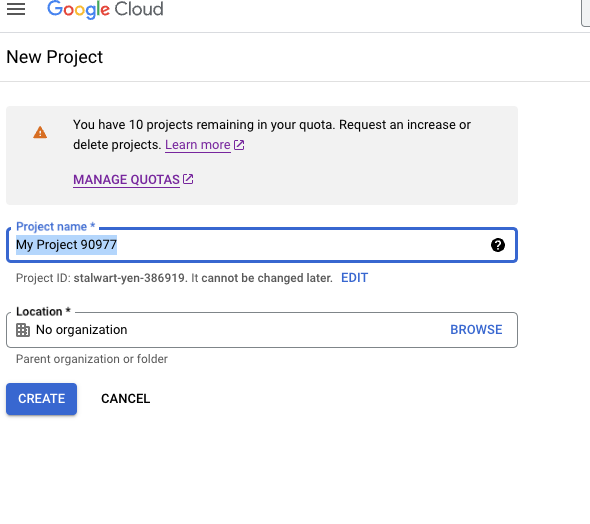 Google Cloud
New Project
You have 10 projects remaining in your quota. Request an increase or
delete projects. Learn more
MANAGE QUOTAS
Project name *
My Project 90977
Project ID: stalwart-yen-386919. It cannot be changed later. EDIT
Location *
No organization BROWSE
Parent organization or folder
CREATE CANCEL